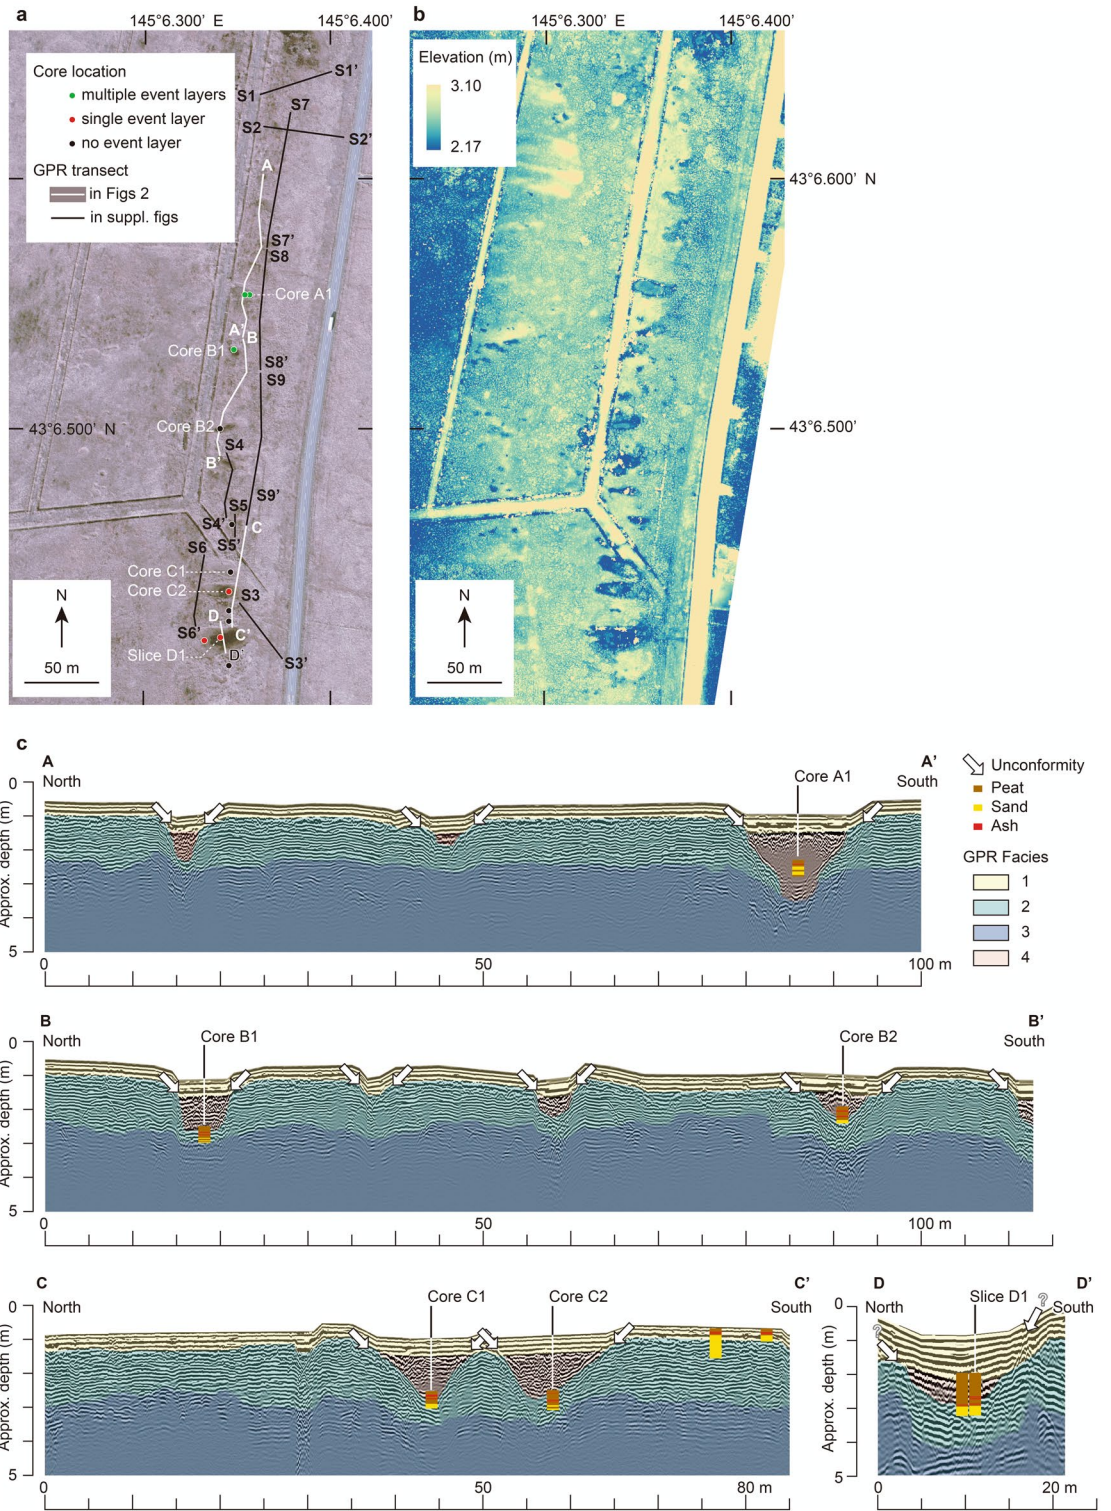 a
145°6.300' E
145°6.400'
b
145°6.300' E
145°6.400'
Core location
multiple event layers
single event layer
no event layer
GPR transect
in Figs 2
in suppl. figs
S1'
S1
S7
S2
S2'
A
S7'
S8
Core A1
A'
B
Core B1
S8'
S9
Core B2
43°6.500' N
S4
B'
S9'
S5
S4'
C
S5'
S6
Core C1
Core C2
S3
D
S6'
C'
Slice D1
D'
S3'
N
50 m
Elevation (m)
3.10
2.17
43°6.600' N
43°6.500'
N
50 m
c
A
A'
North
South
Core A1
0
Approx. depth (m)
5
0
50
100 m
Unconformity
Peat
Sand
Ash
GPR Facies
1
2
3
4
B
B'
North
South
Core B1
Core B2
0
Approx. depth (m)
5
0
50
100 m
C
C'
North
South
Core C1
Core C2
0
Approx. depth (m)
5
0
50
80 m
D
D'
North
South
Slice D1
?
?
0
Approx. depth (m)
5
0
20 m